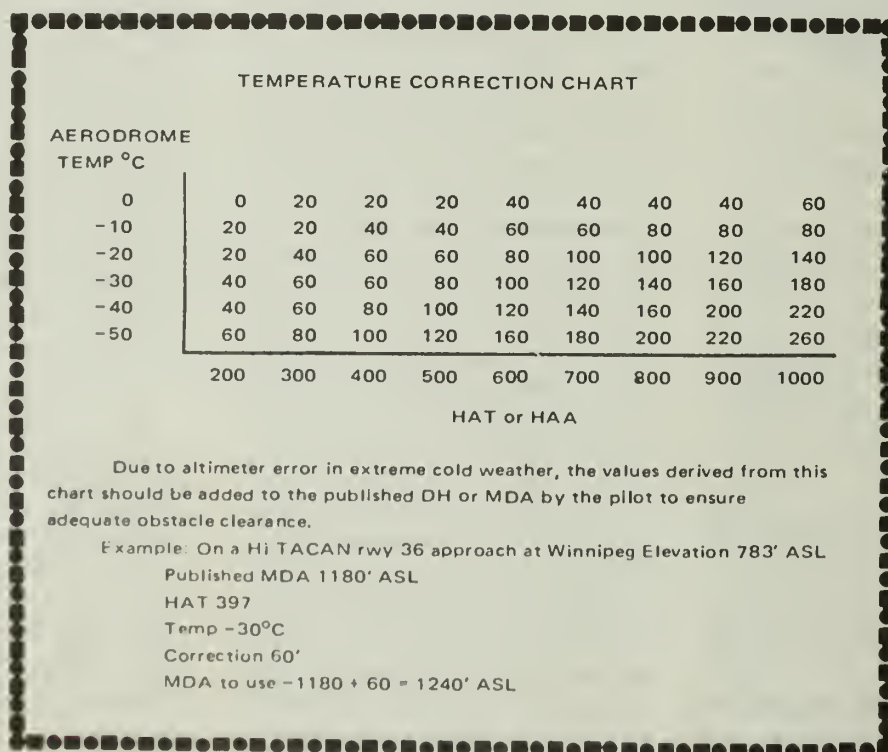 TEMPERATURE CORRECTION CHART
AERODROME
TEMP °C
0 0 20 20 20 40 40 40 40 60
-10 20 20 40 40 60 60 80 80 80
-20 20 40 60 60 80 100 100 120 140
-30 40 60 60 80 100 120 140 160 180
-40 40 60 80 100 120 140 160 200 220
-50 60 80 100 120 160 180 200 220 260
200 300 400 500 600 700 800 900 1000
HAT or HAA
Due to altimeter error in extreme cold weather, the values derived from this
chart should be added to the published DH or MDA by the pilot to ensure
adequate obstacle clearance.
Example: On a Hi TACAN rwy 36 approach at Winnipeg Elevation 783' ASL
Published MDA 1180' ASL
HAT 397
Temp -30°C
Correction 60'
MDA to use -1180 + 60 = 1240' ASL